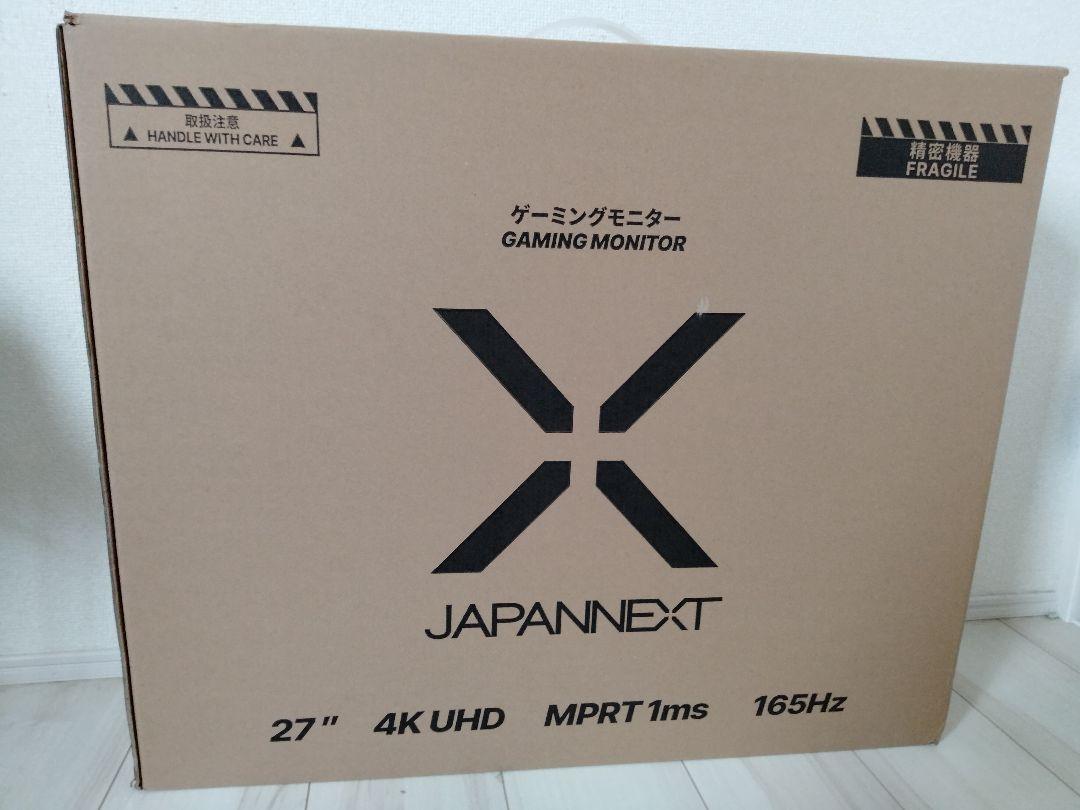 取扱注意
HANDLE WITH CARE
精密機器
FRAGILE
ゲーミングモニター
GAMING MONITOR
JAPANNEXT
27" 4K UHD MPRT 1ms 165Hz